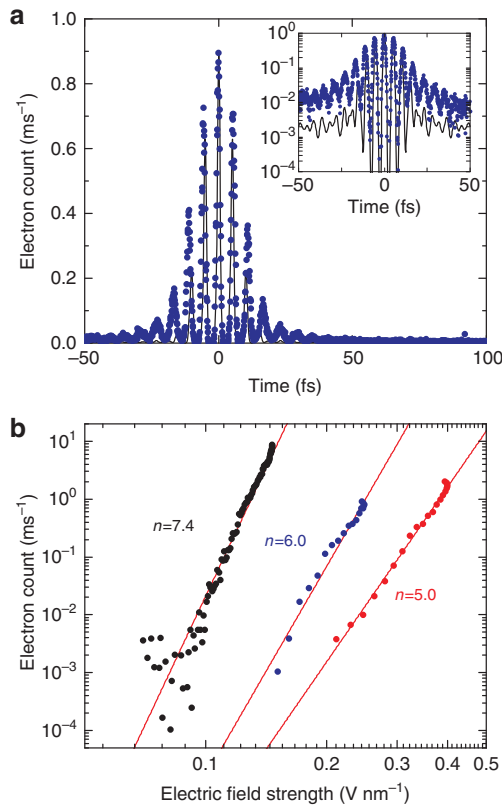 a
1.0
0.8
0.6
0.4
0.2
0.0
Electron count (ms⁻¹)
−50
0
50
100
Time (fs)
10⁰
10⁻¹
10⁻²
10⁻³
10⁻⁴
−50
0
50
Time (fs)
b
10¹
10⁰
10⁻¹
10⁻²
10⁻³
10⁻⁴
Electron count (ms⁻¹)
n=7.4
n=6.0
n=5.0
0.1
0.2
0.3
0.4
0.5
Electric field strength (V nm⁻¹)